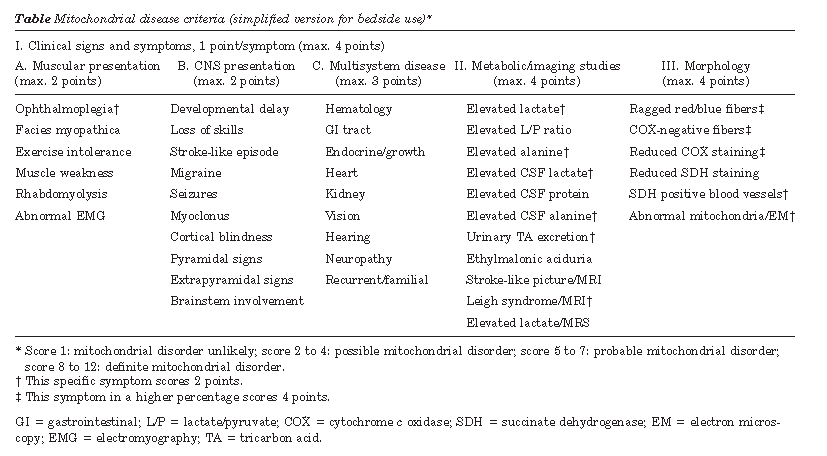 Table Mitochondrial disease criteria (simplified version for bedside use)*
I. Clinical signs and symptoms, 1 point/symptom (max. 4 points)
A. Muscular presentation (max. 2 points)
B. CNS presentation (max. 2 points)
C. Multisystem disease (max. 3 points)
II. Metabolic/imaging studies (max. 4 points)
III. Morphology (max. 4 points)
Ophthalmoplegia† Developmental delay Hematology Elevated lactate† Ragged red/blue fibers‡
Facies myopathica Loss of skills GI tract Elevated L/P ratio COX-negative fibers‡
Exercise intolerance Stroke-like episode Endocrine/growth Elevated alanine† Reduced COX staining‡
Muscle weakness Migraine Heart Elevated CSF lactate† Reduced SDH staining
Rhabdomyolysis Seizures Kidney Elevated CSF protein SDH positive blood vessels†
Abnormal EMG Myoclonus Vision Elevated CSF alanine† Abnormal mitochondria/EM†
Cortical blindness Hearing Urinary TA excretion†
Pyramidal signs Neuropathy Ethylmalonic aciduria
Extrapyramidal signs Recurrent/familial Stroke-like picture/MRI
Brainstem involvement Leigh syndrome/MRI†
Elevated lactate/MRS
* Score 1: mitochondrial disorder unlikely; score 2 to 4: possible mitochondrial disorder; score 5 to 7: probable mitochondrial disorder;
score 8 to 12: definite mitochondrial disorder.
† This specific symptom scores 2 points.
‡ This symptom in a higher percentage scores 4 points.
GI = gastrointestinal; L/P = lactate/pyruvate; COX = cytochrome c oxidase; SDH = succinate dehydrogenase; EM = electron micros-
copy; EMG = electromyography; TA = tricarbon acid.